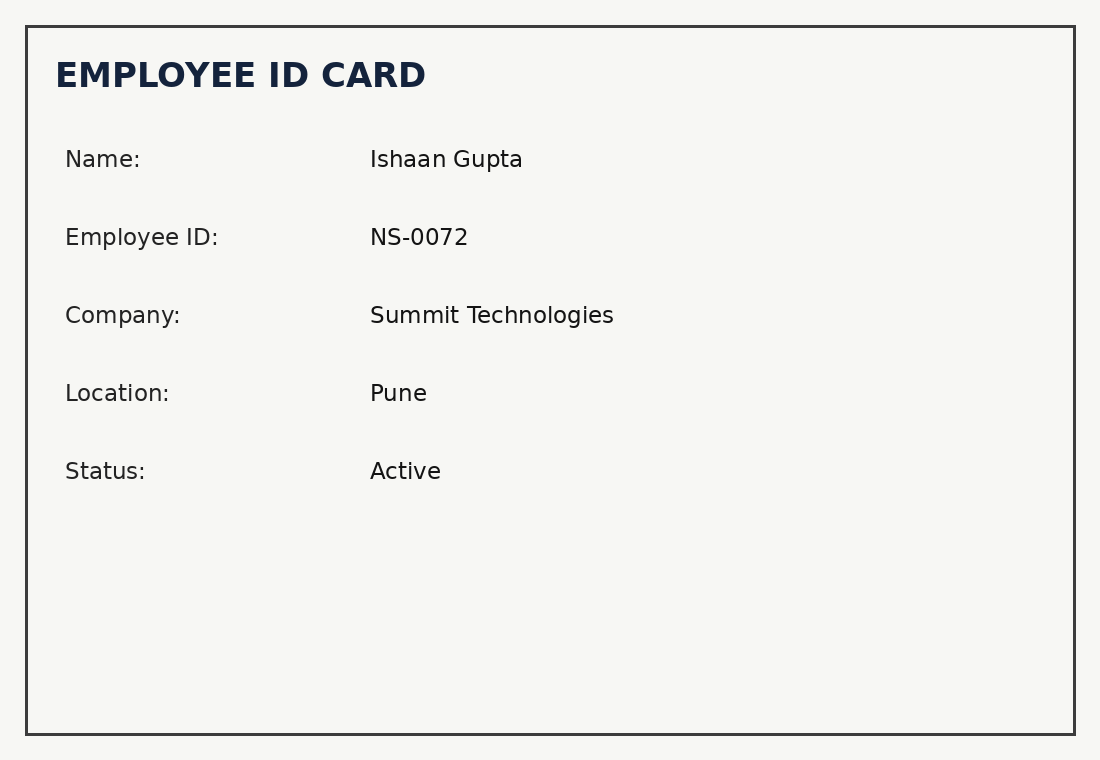 EMPLOYEE ID CARD
Name: Ishaan Gupta
Employee ID: NS-0072
Company: Summit Technologies
Location: Pune
Status: Active